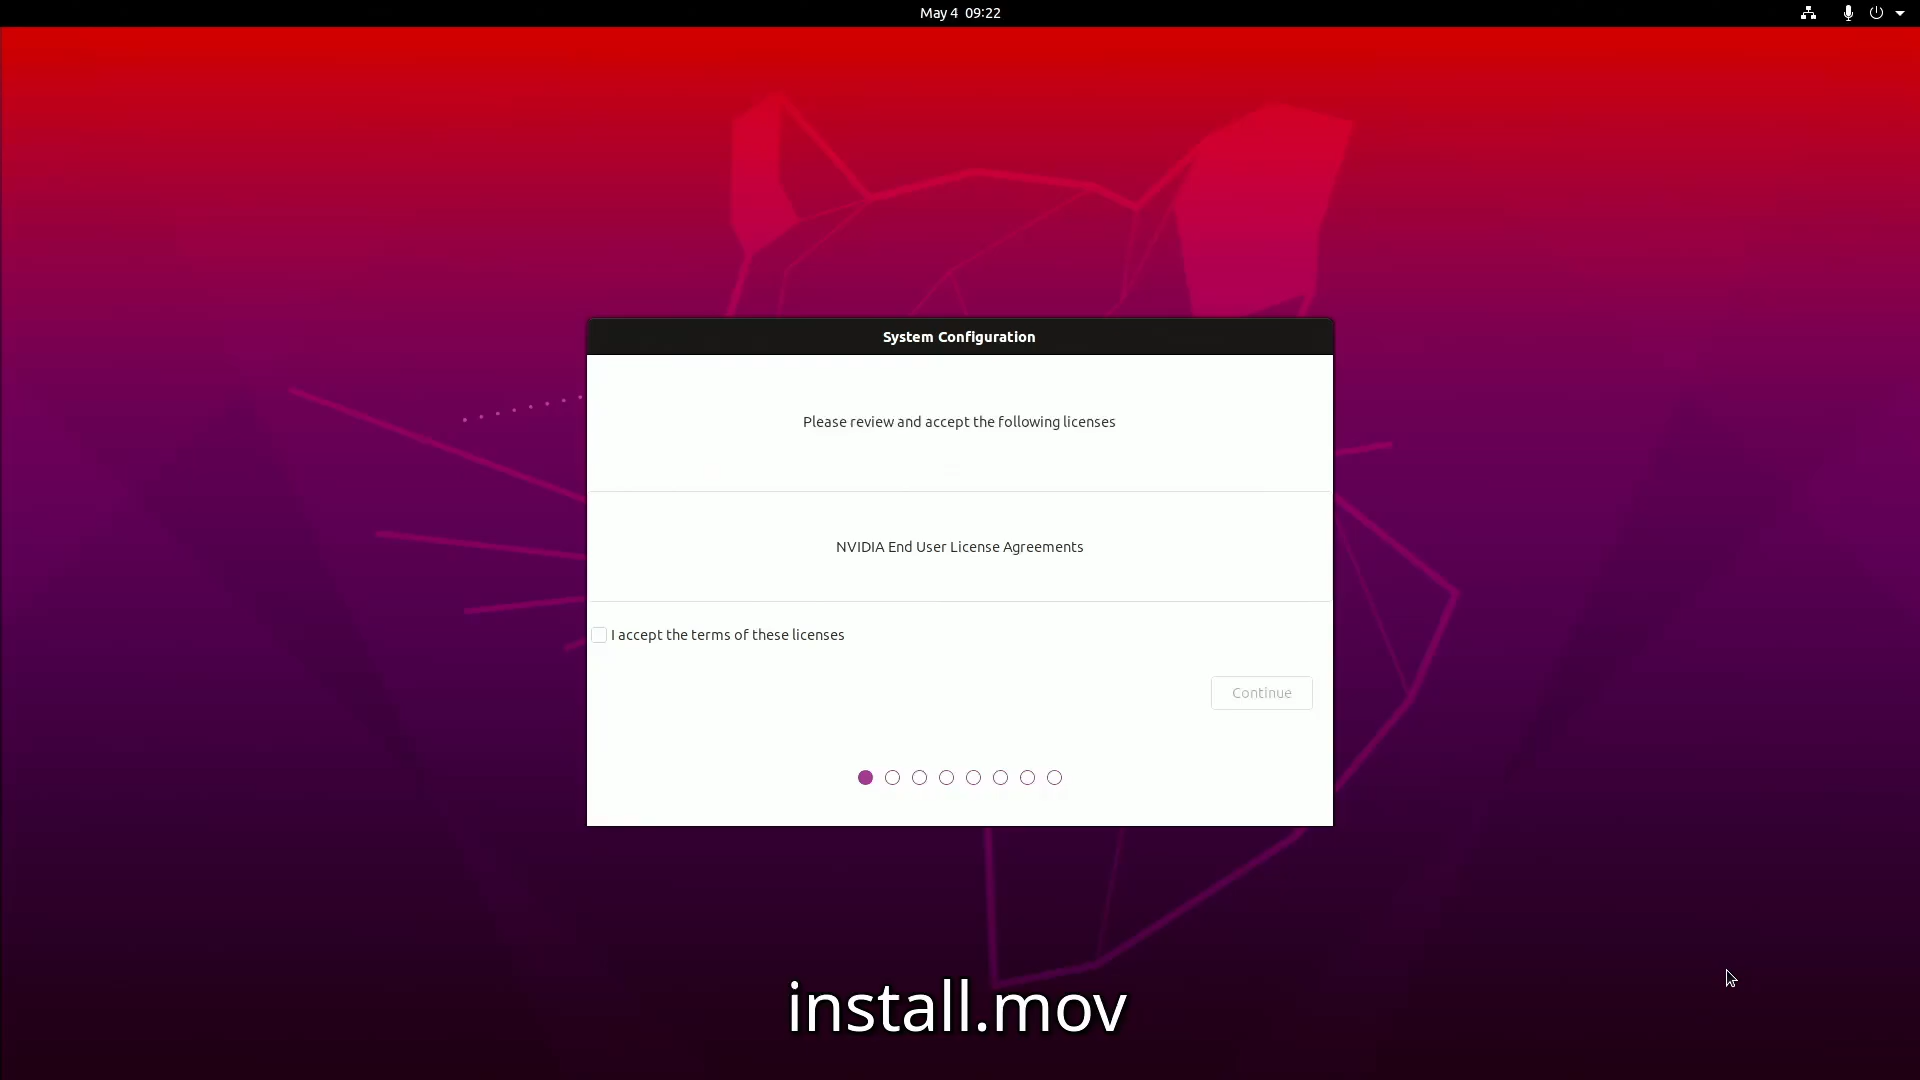 May 4 09:22
System Configuration
Please review and accept the following licenses
NVIDIA End User License Agreements
I accept the terms of these licenses
Continue
install.mov